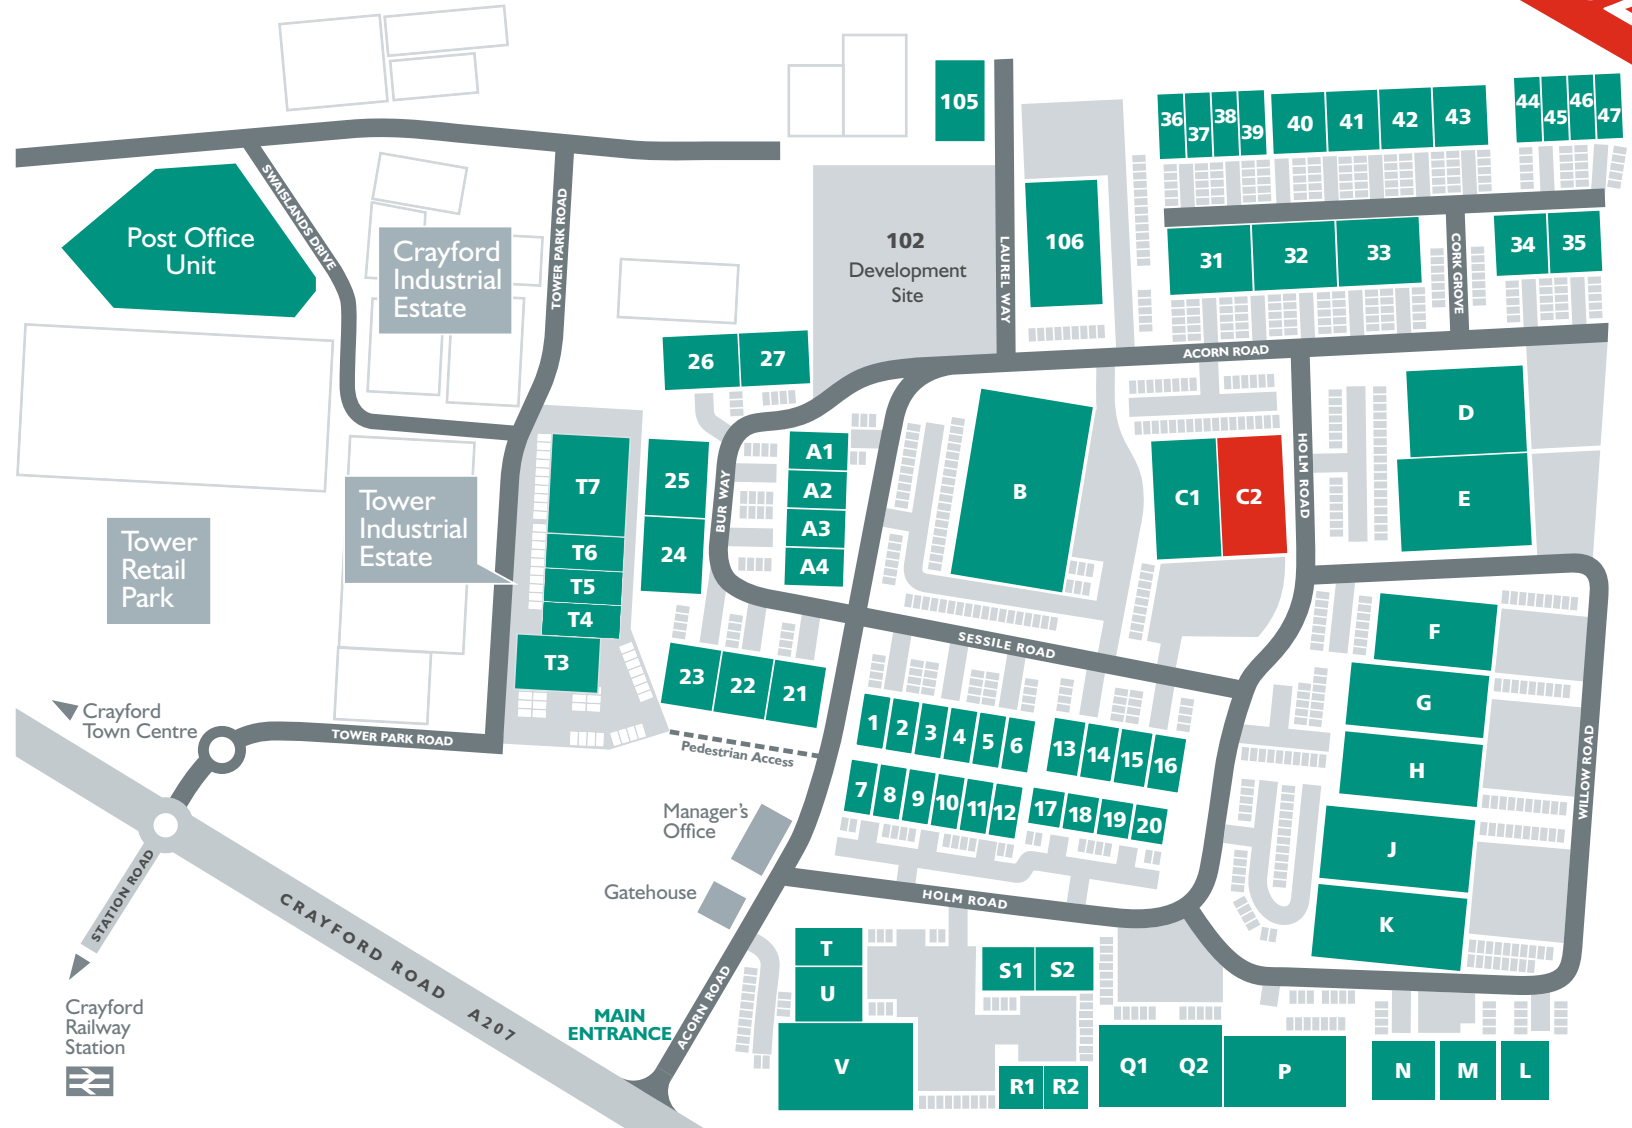 105
36
37
38
39
40
41
42
43
44
45
46
47
SWAISLANDS DRIVE
TOWER PARK ROAD
Post Office
Unit
Crayford
Industrial
Estate
102
Development
Site
LAUREL WAY
106
31
32
33
CORK GROVE
34
35
26
27
ACORN ROAD
A1
A2
A3
A4
BUR WAY
25
24
T7
T6
T5
T4
T3
Tower
Industrial
Estate
Tower
Retail
Park
B
C1
C2
HOLM ROAD
D
E
SESSILE ROAD
23
22
21
F
G
H
J
K
WILLOW ROAD
Crayford
Town Centre
TOWER PARK ROAD
Pedestrian Access
1
2
3
4
5
6
13
14
15
16
7
8
9
10
11
12
17
18
19
20
Manager's
Office
Gatehouse
HOLM ROAD
STATION ROAD
CRAYFORD ROAD A207
Crayford
Railway
Station
MAIN
ENTRANCE
ACORN ROAD
T
U
V
S1
S2
R1
R2
Q1
Q2
P
N
M
L